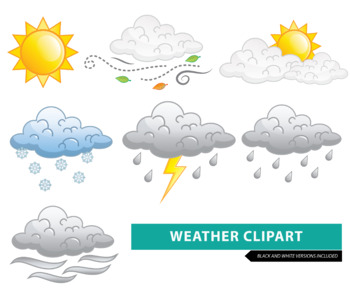 WEATHER CLIPART
BLACK AND WHITE VERSIONS INCLUDED